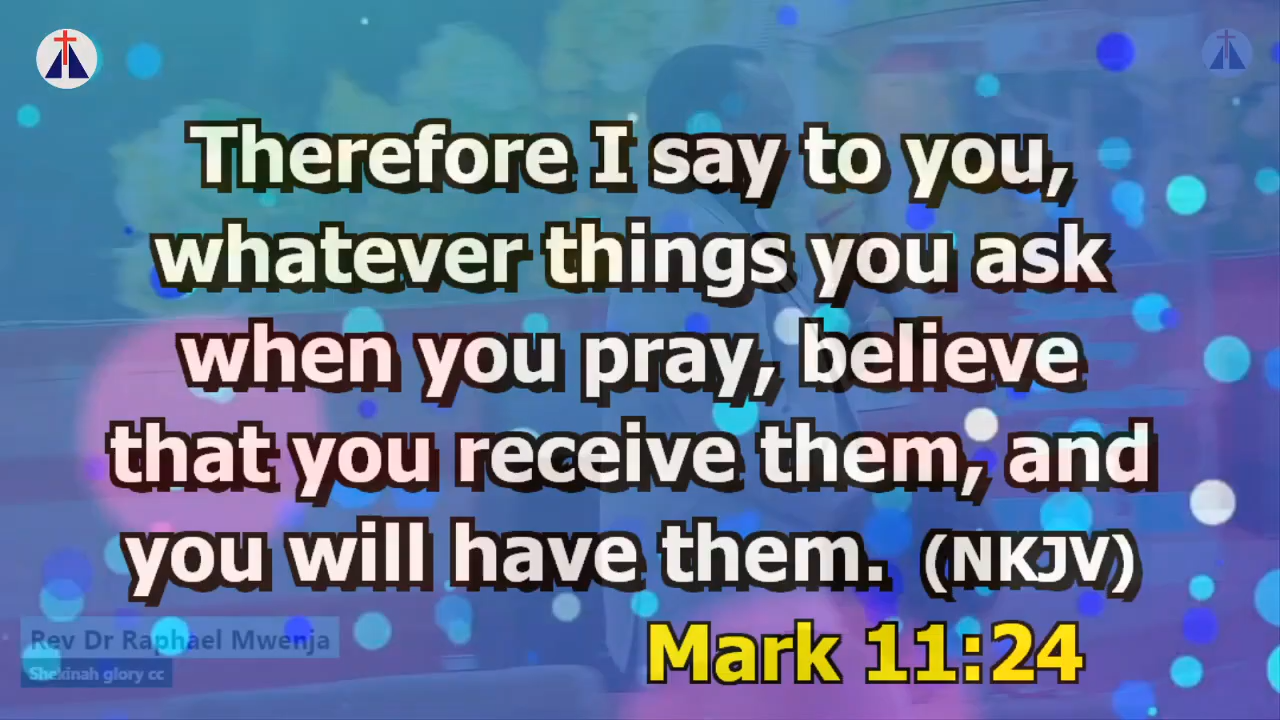 Therefore I say to you,
whatever things you ask
when you pray, believe
that you receive them, and
you will have them. (NKJV)
Mark 11:24
Rev Dr Raphael Mwenja
Shekinah glory cc